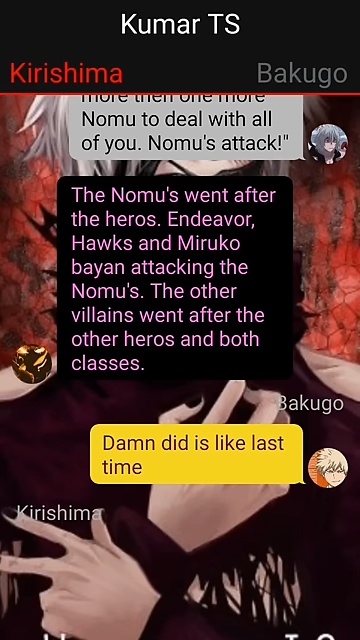 Kumar TS
Kirishima Bakugo
more then one more
Nomu to deal with all
of you. Nomu's attack!"
The Nomu's went after
the heros. Endeavor,
Hawks and Miruko
bayan attacking the
Nomu's. The other
villains went after the
other heros and both
classes.
Bakugo
Damn did is like last
time
Kirishima